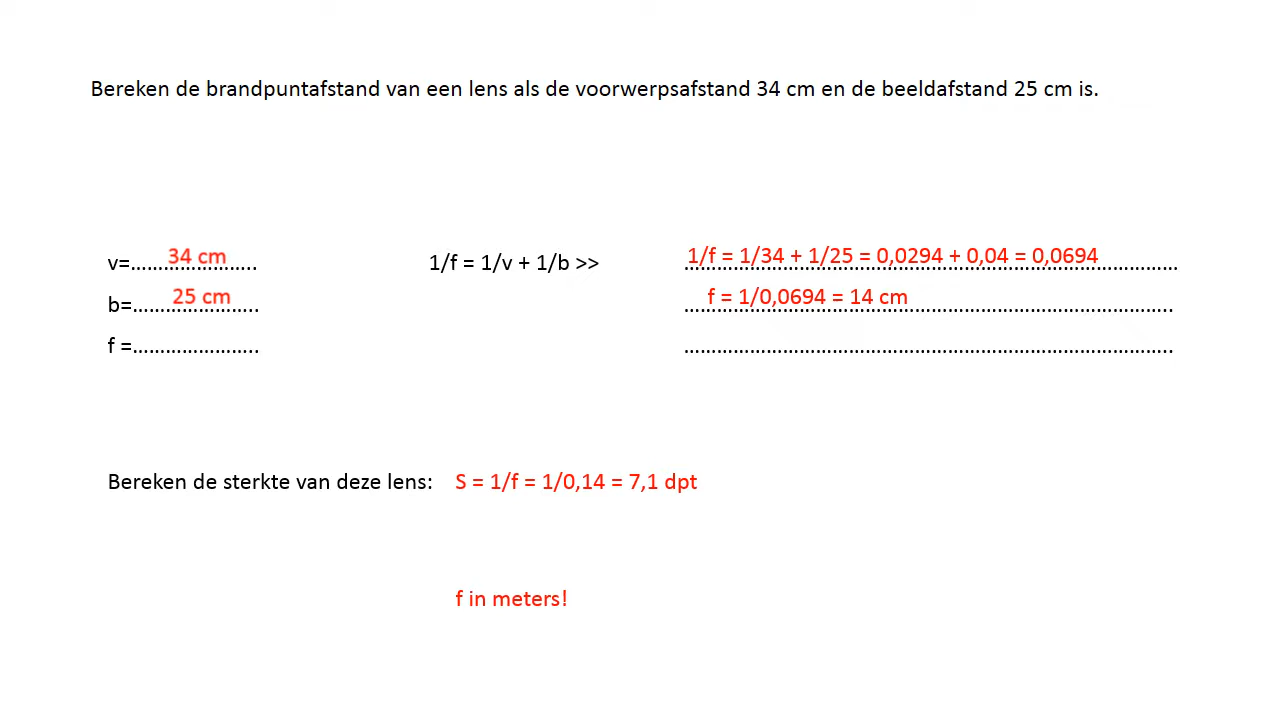 Bereken de brandpuntafstand van een lens als de voorwerpsafstand 34 cm en de beeldafstand 25 cm is.
v=.......34 cm.......
1/f = 1/v + 1/b >>
1/f = 1/34 + 1/25 = 0,0294 + 0,04 = 0,0694
b=.......25 cm.......
f = 1/0,0694 = 14 cm
f =.......................
Bereken de sterkte van deze lens: S = 1/f = 1/0,14 = 7,1 dpt
f in meters!